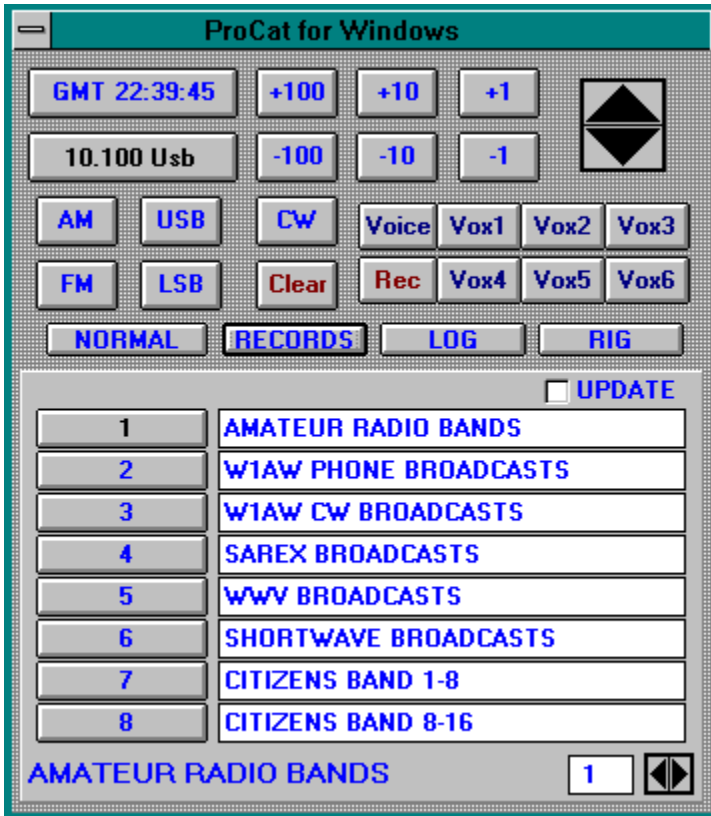 ProCat for Windows
GMT 22:39:45 +100 +10 +1
10.100 Usb -100 -10 -1
AM USB CW Voice Vox1 Vox2 Vox3
FM LSB Clear Rec Vox4 Vox5 Vox6
NORMAL RECORDS LOG RIG
UPDATE
1 AMATEUR RADIO BANDS
2 W1AW PHONE BROADCASTS
3 W1AW CW BROADCASTS
4 SAREX BROADCASTS
5 WWV BROADCASTS
6 SHORTWAVE BROADCASTS
7 CITIZENS BAND 1-8
8 CITIZENS BAND 8-16
AMATEUR RADIO BANDS 1